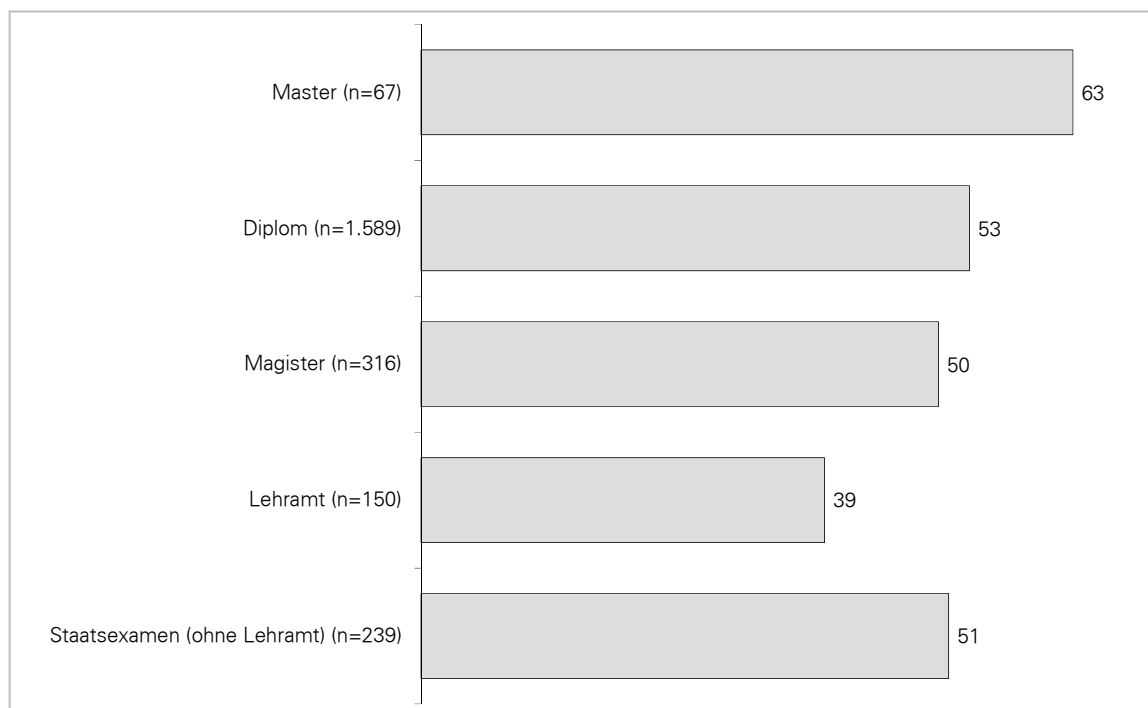 Master (n=67) 63
Diplom (n=1.589) 53
Magister (n=316) 50
Lehramt (n=150) 39
Staatsexamen (ohne Lehramt) (n=239) 51